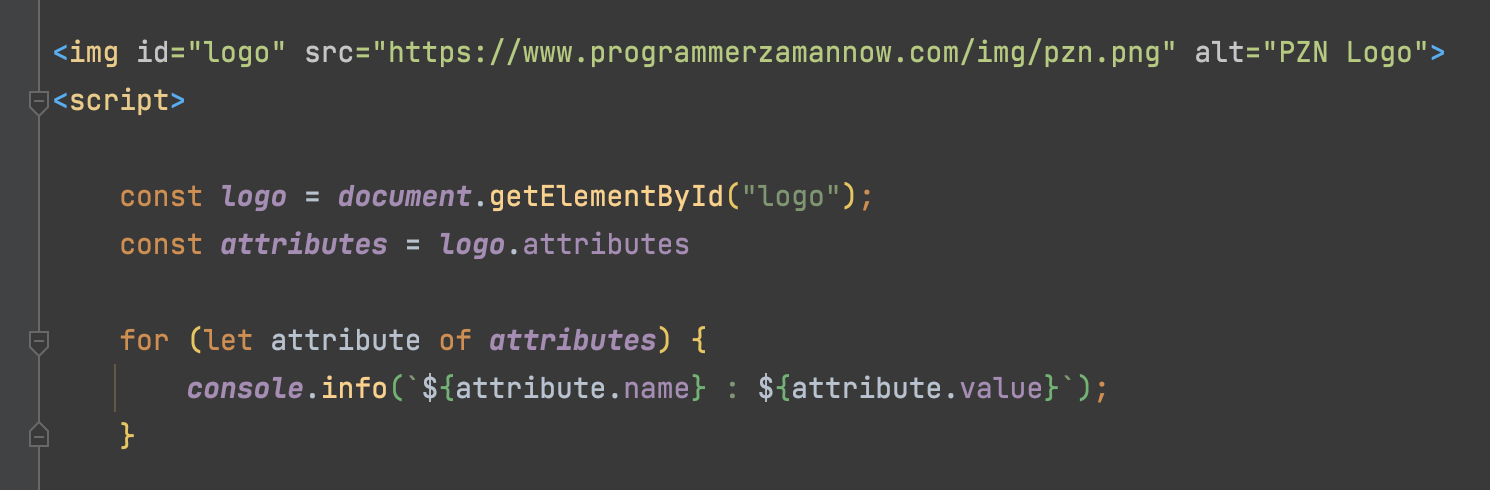 <img id="logo" src="https://www.programmerzamannow.com/img/pzn.png" alt="PZN Logo">
<script>
const logo = document.getElementById("logo");
const attributes = logo.attributes
for (let attribute of attributes) {
console.info(`${attribute.name} : ${attribute.value}`);
}